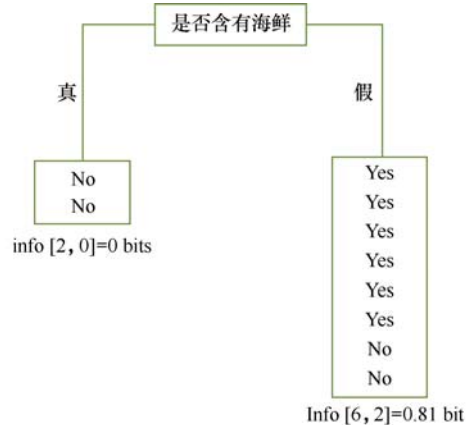 是否含有海鲜
真
假
No
No
info [2, 0]=0 bits
Yes
Yes
Yes
Yes
Yes
Yes
No
No
Info [6, 2]=0.81 bit